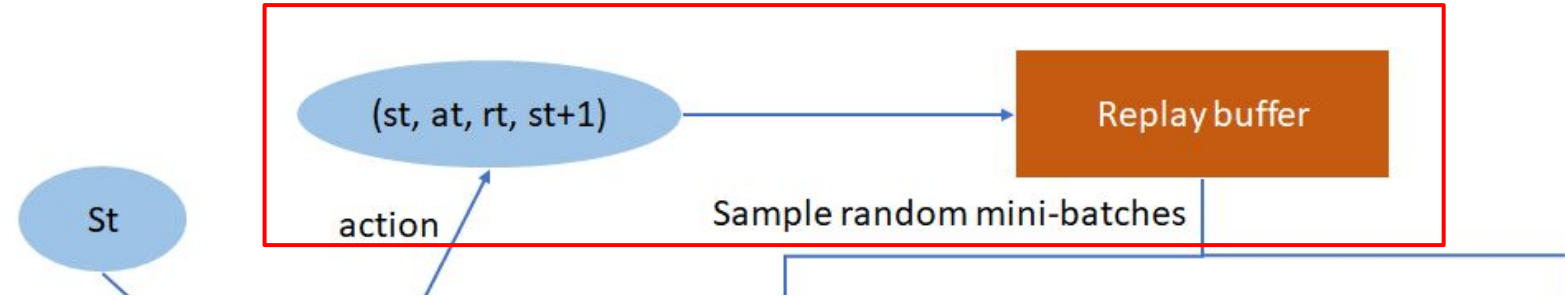 (st, at, rt, st+1)
Replay buffer
St
action
Sample random mini-batches